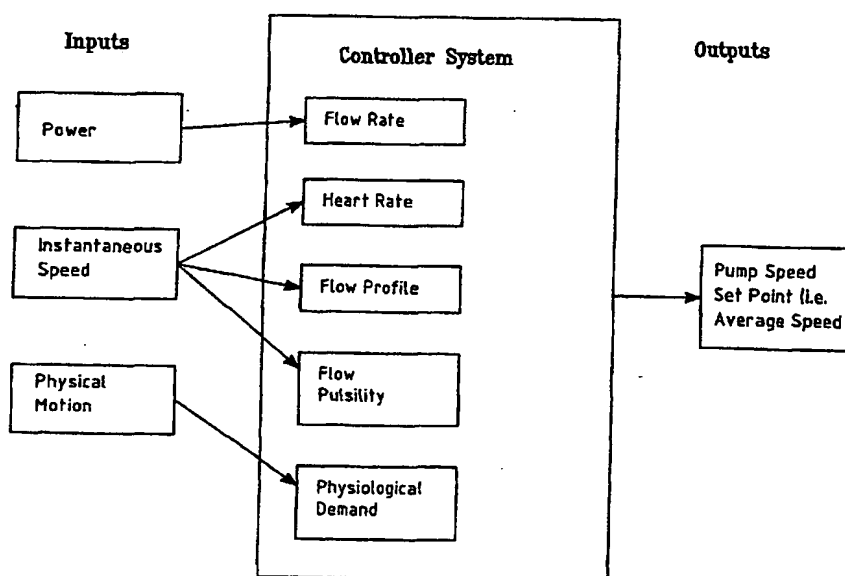 Inputs
Controller System
Outputs
Power
Flow Rate
Heart Rate
Instantaneous
Speed
Flow Profile
Pump Speed
Set Point (i.e.
Average Speed
Physical
Motion
Flow
Pulsility
Physiological
Demand